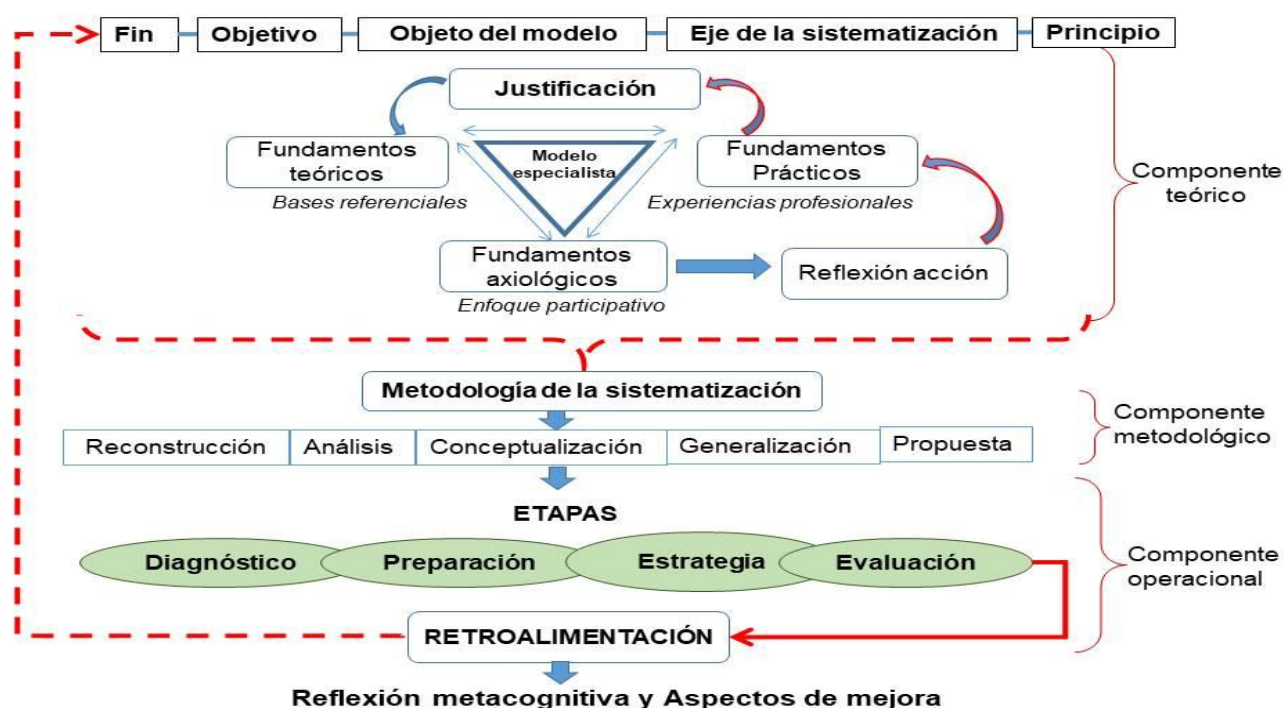 Fin
Objetivo
Objeto del modelo
Eje de la sistematización
Principio
Justificación
Fundamentos
teóricos
Bases referenciales
Modelo
especialista
Fundamentos
Prácticos
Experiencias profesionales
Fundamentos
axiológicos
Enfoque participativo
Reflexión acción
Componente
teórico
Metodología de la sistematización
Reconstrucción
Análisis
Conceptualización
Generalización
Propuesta
Componente
metodológico
ETAPAS
Diagnóstico
Preparación
Estrategia
Evaluación
Componente
operacional
RETROALIMENTACIÓN
Reflexión metacognitiva y Aspectos de mejora